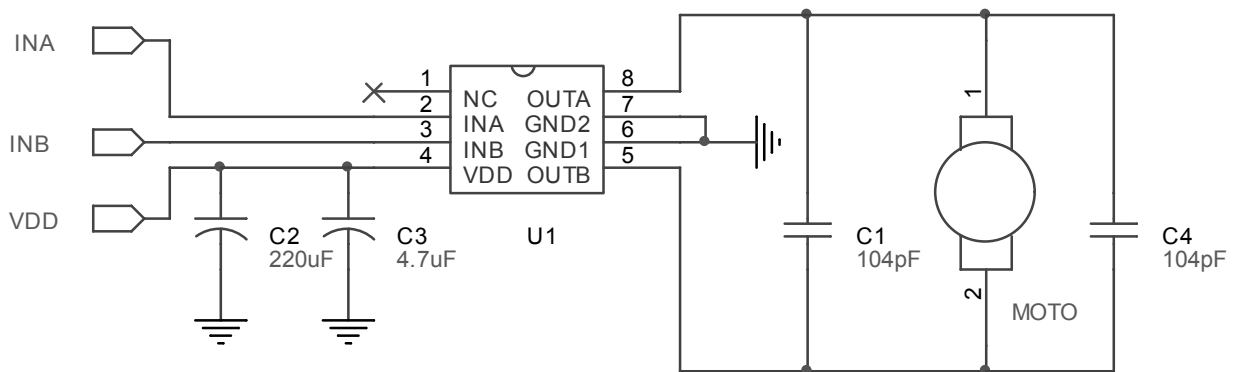 INA
INB
VDD
1
2
3
4
NC OUTA
INA GND2
INB GND1
VDD OUTB
8
7
6
5
U1
C2
220uF
C3
4.7uF
C1
104pF
1
2
MOTO
C4
104pF